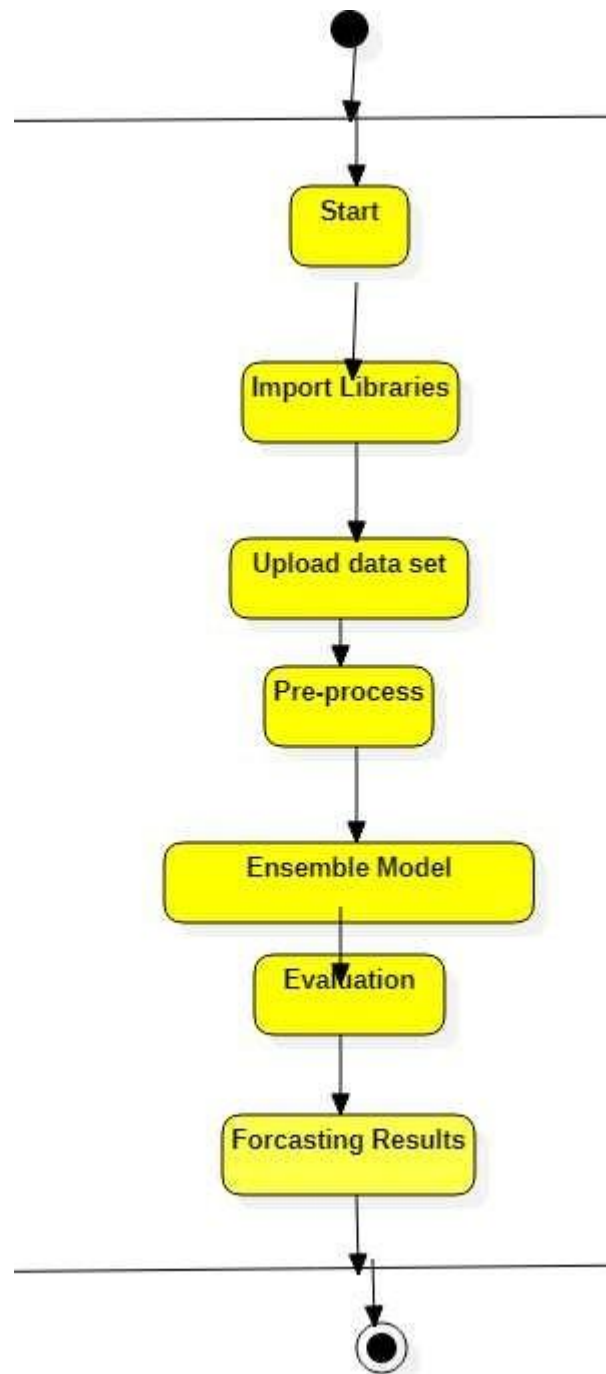 Start
Import Libraries
Upload data set
Pre-process
Ensemble Model
Evaluation
Forcasting Results